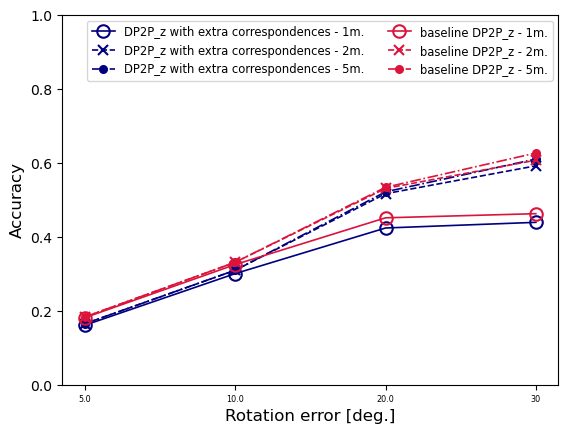 1.0
0.8
0.6
0.4
0.2
0.0
Accuracy
DP2P_z with extra correspondences - 1m.
DP2P_z with extra correspondences - 2m.
DP2P_z with extra correspondences - 5m.
baseline DP2P_z - 1m.
baseline DP2P_z - 2m.
baseline DP2P_z - 5m.
5.0
10.0
20.0
30
Rotation error [deg.]